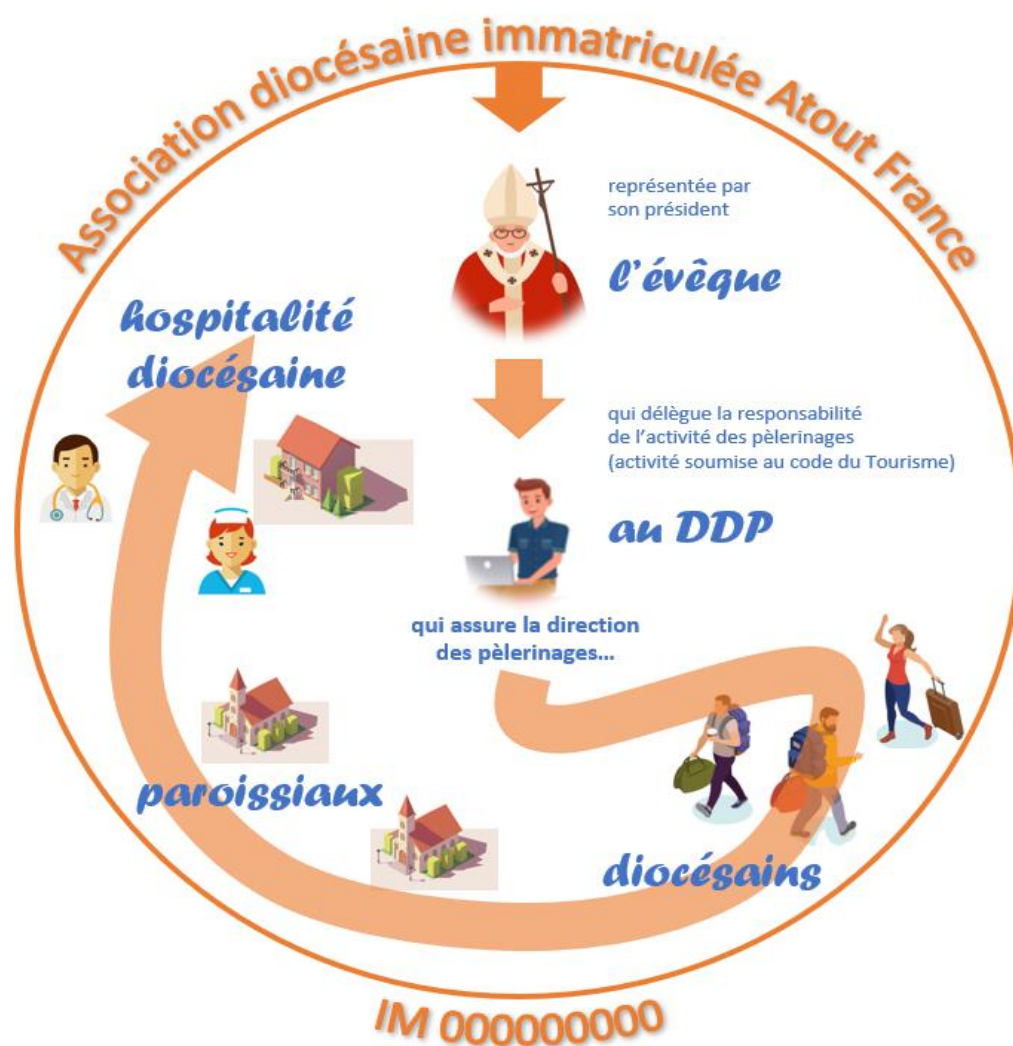 Association diocésaine immatriculée Atout France
représentée par
son président
l'évêque
qui délègue la responsabilité
de l'activité des pèlerinages
(activité soumise au code du Tourisme)
au DDP
qui assure la direction
des pèlerinages...
diocésains
paroissiaux
hospitalité
diocésaine
IM 000000000